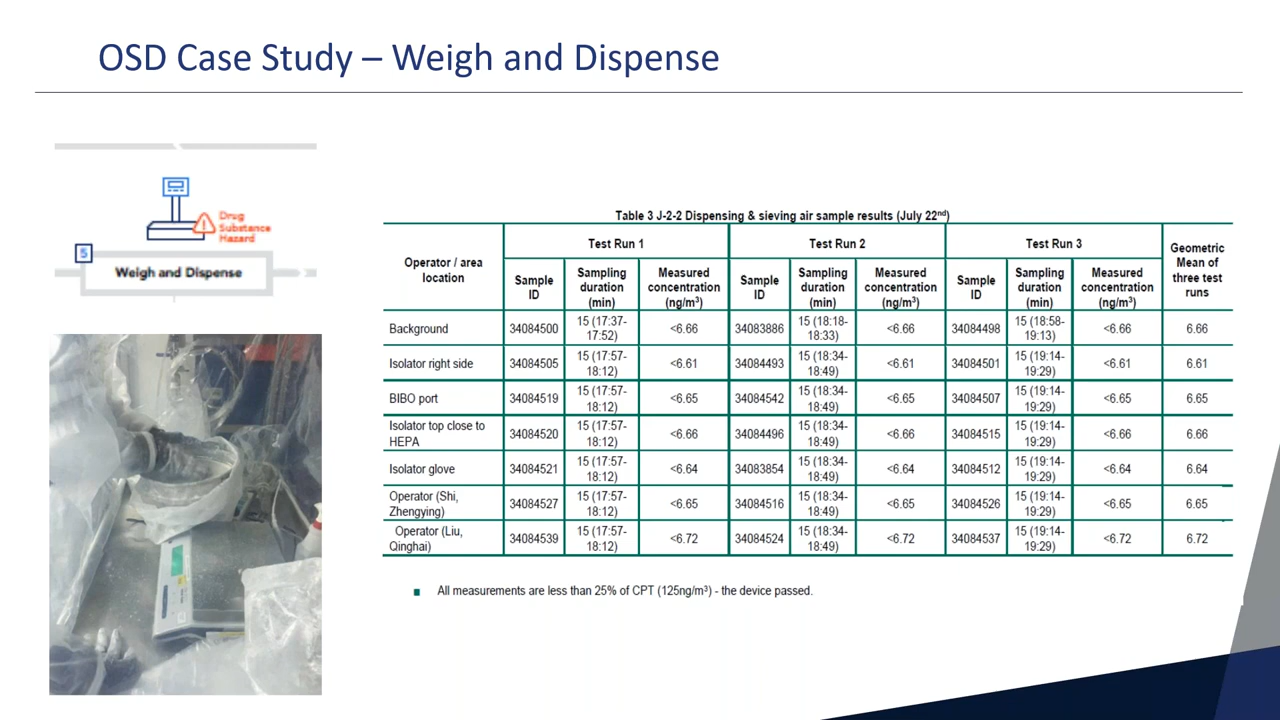 OSD Case Study – Weigh and Dispense
Drug
Substance
Hazard
5
Weigh and Dispense
Table 3 J-2-2 Dispensing & sieving air sample results (July 22nd)
Operator / area location | Test Run 1 | Test Run 2 | Test Run 3 | Geometric Mean of three test runs
Sample ID | Sampling duration (min) | Measured concentration (ng/m³) | Sample ID | Sampling duration (min) | Measured concentration (ng/m³) | Sample ID | Sampling duration (min) | Measured concentration (ng/m³)
Background | 34084500 | 15 (17:37-17:52) | <6.66 | 34083886 | 15 (18:18-18:33) | <6.66 | 34084498 | 15 (18:58-19:13) | <6.66 | 6.66
Isolator right side | 34084505 | 15 (17:57-18:12) | <6.61 | 34084493 | 15 (18:34-18:49) | <6.61 | 34084501 | 15 (19:14-19:29) | <6.61 | 6.61
BIBO port | 34084519 | 15 (17:57-18:12) | <6.65 | 34084542 | 15 (18:34-18:49) | <6.65 | 34084507 | 15 (19:14-19:29) | <6.65 | 6.65
Isolator top close to HEPA | 34084520 | 15 (17:57-18:12) | <6.66 | 34084496 | 15 (18:34-18:49) | <6.66 | 34084515 | 15 (19:14-19:29) | <6.66 | 6.66
Isolator glove | 34084521 | 15 (17:57-18:12) | <6.64 | 34083854 | 15 (18:34-18:49) | <6.64 | 34084512 | 15 (19:14-19:29) | <6.64 | 6.64
Operator (Shi, Zhengying) | 34084527 | 15 (17:57-18:12) | <6.65 | 34084516 | 15 (18:34-18:49) | <6.65 | 34084526 | 15 (19:14-19:29) | <6.65 | 6.65
Operator (Liu, Qinghai) | 34084539 | 15 (17:57-18:12) | <6.72 | 34084524 | 15 (18:34-18:49) | <6.72 | 34084537 | 15 (19:14-19:29) | <6.72 | 6.72
All measurements are less than 25% of CPT (125ng/m³) - the device passed.